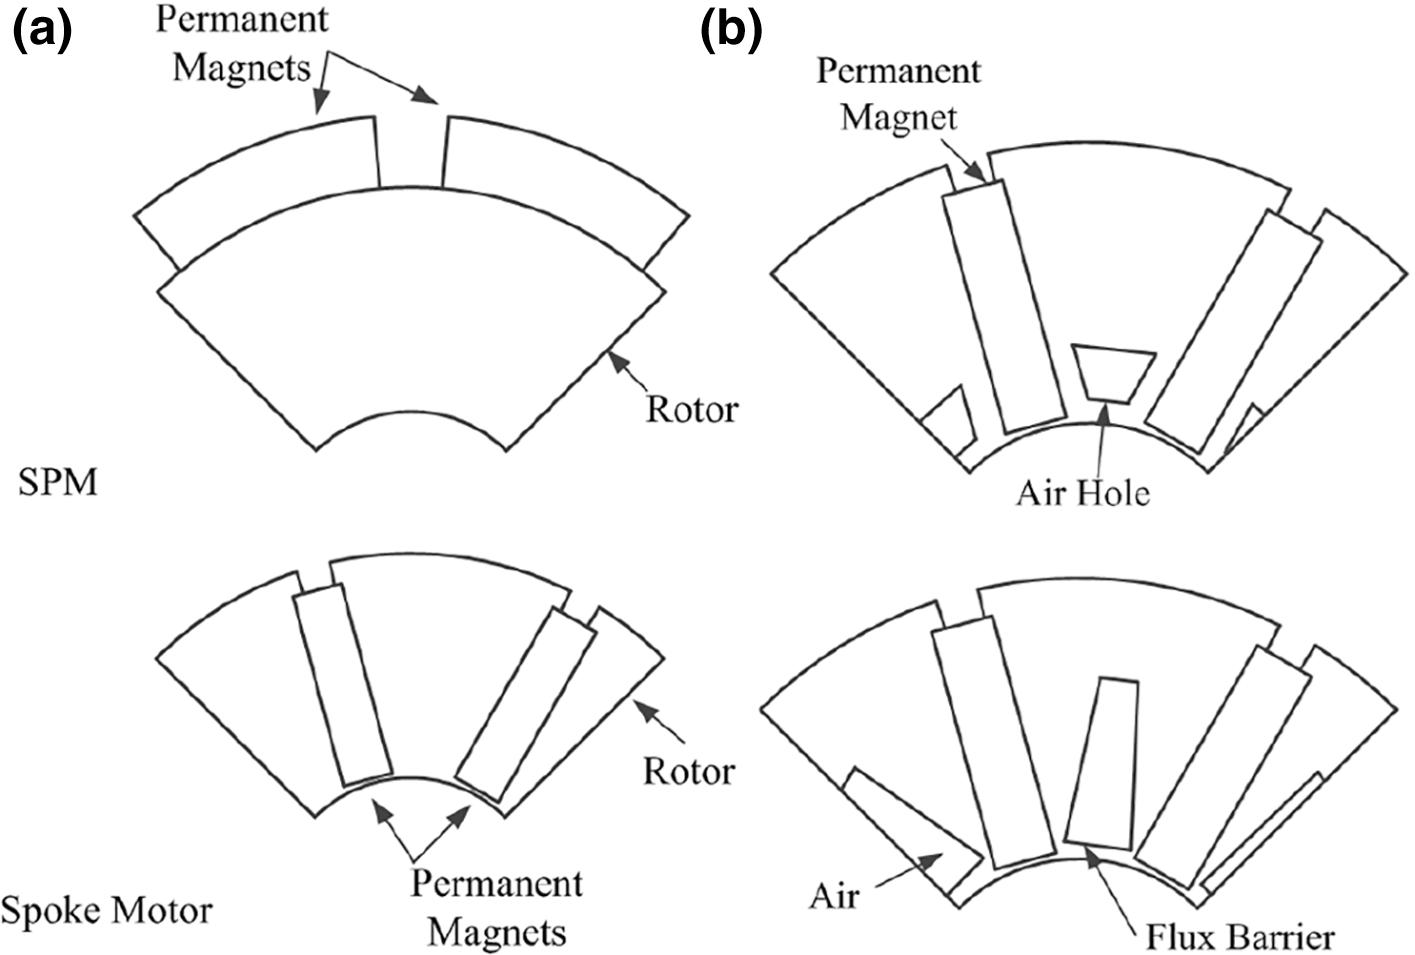 (a)
Permanent
Magnets
Rotor
SPM
Rotor
Permanent
Magnets
Spoke Motor
(b)
Permanent
Magnet
Air Hole
Air
Flux Barrier